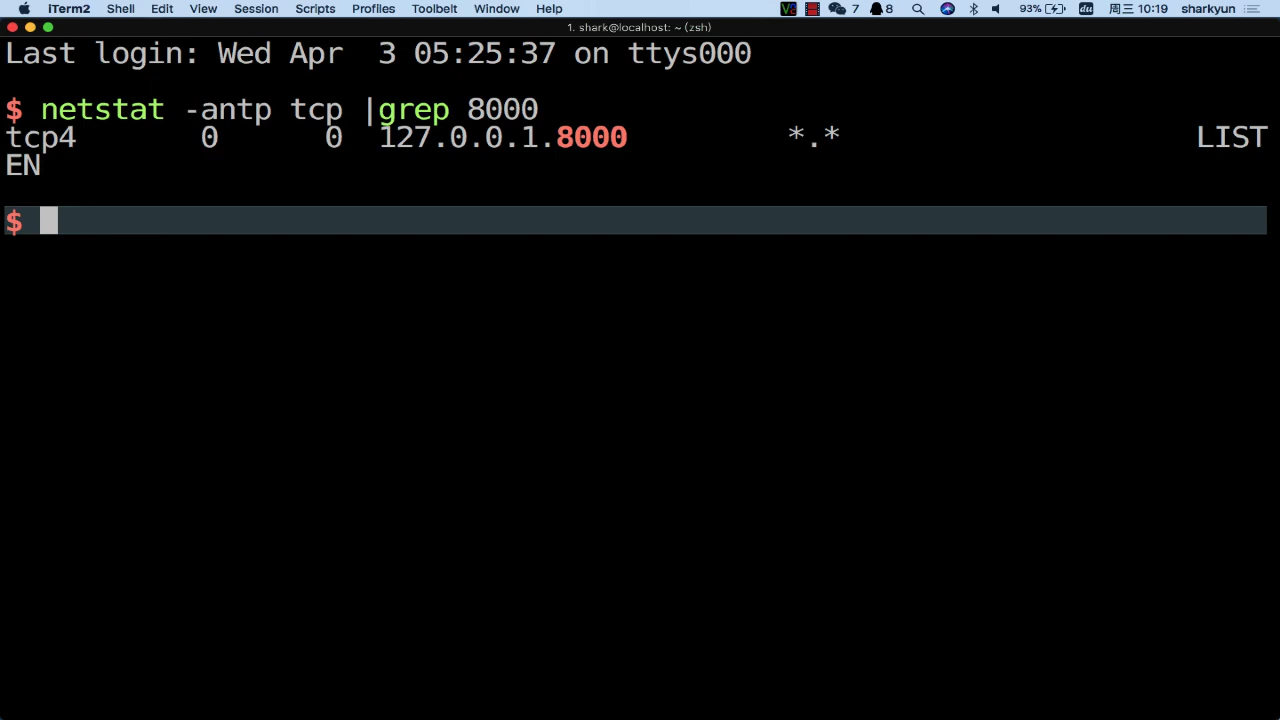 iTerm2 Shell Edit View Session Scripts Profiles Toolbelt Window Help 7 8 93% du 周三 10:19 sharkyun
1. shark@localhost: ~ (zsh)
Last login: Wed Apr  3 05:25:37 on ttys000
$ netstat -antp tcp |grep 8000
tcp4       0      0  127.0.0.1.8000         *.*                    LIST
EN
$